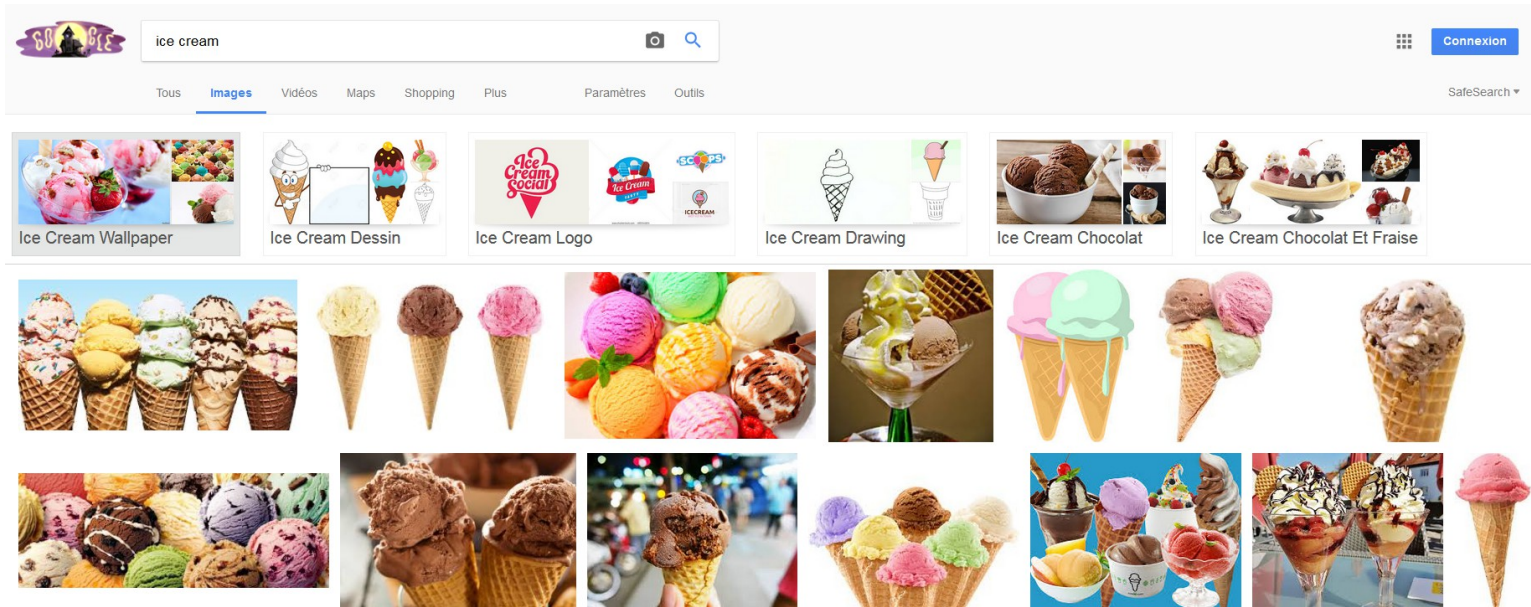 GOOGLE
ice cream
Connexion
Tous Images Vidéos Maps Shopping Plus Paramètres Outils SafeSearch
Ice Cream Social
SCOOPS
Ice Cream
ICECREAM
Ice Cream Wallpaper
Ice Cream Dessin
Ice Cream Logo
Ice Cream Drawing
Ice Cream Chocolat
Ice Cream Chocolat Et Fraise